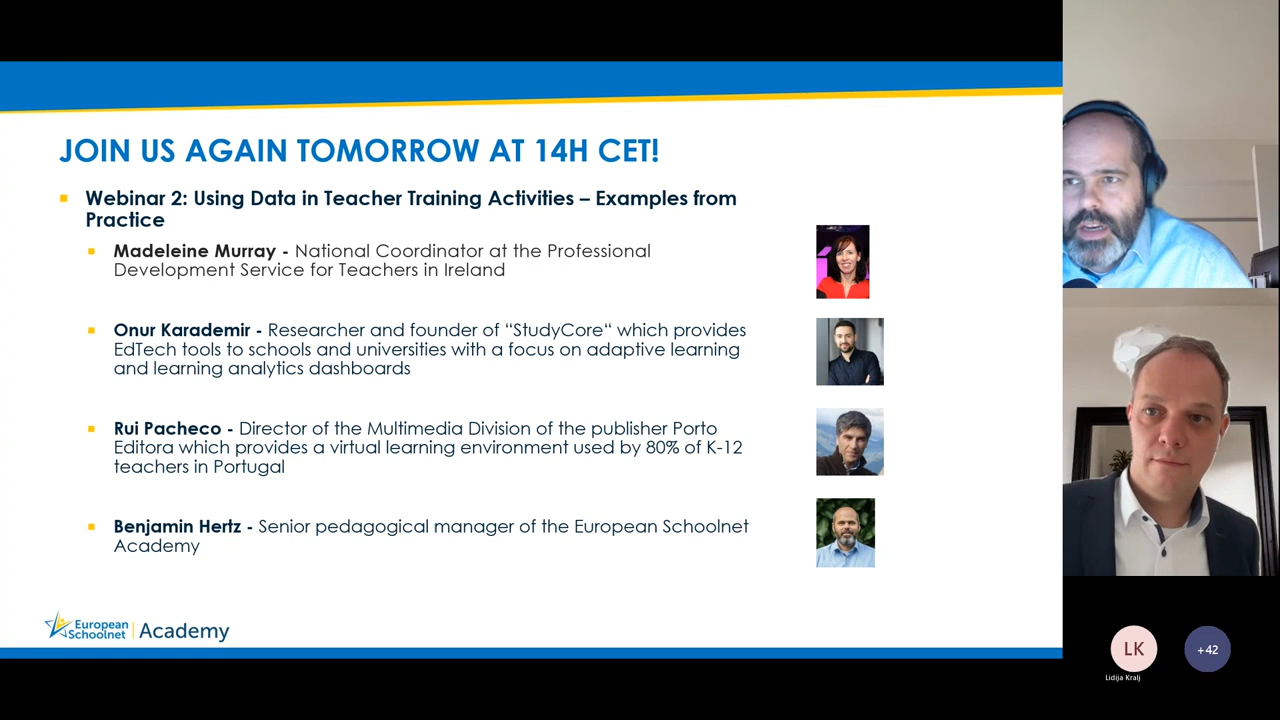 JOIN US AGAIN TOMORROW AT 14H CET!
Webinar 2: Using Data in Teacher Training Activities – Examples from
Practice
Madeleine Murray - National Coordinator at the Professional
Development Service for Teachers in Ireland
Onur Karademir - Researcher and founder of “StudyCore“ which provides
EdTech tools to schools and universities with a focus on adaptive learning
and learning analytics dashboards
Rui Pacheco - Director of the Multimedia Division of the publisher Porto
Editora which provides a virtual learning environment used by 80% of K-12
teachers in Portugal
Benjamin Hertz - Senior pedagogical manager of the European Schoolnet
Academy
European
Schoolnet
Academy
LK
+42
Lidija Kralj